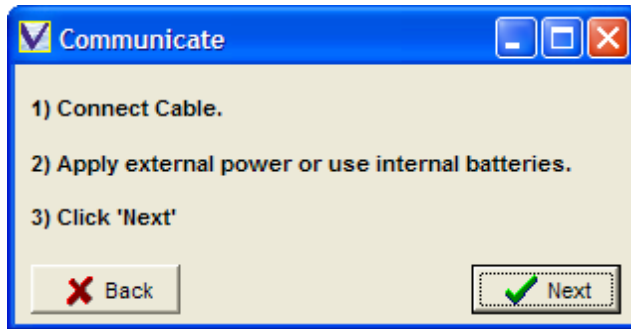 Communicate
1) Connect Cable.
2) Apply external power or use internal batteries.
3) Click 'Next'
Back
Next